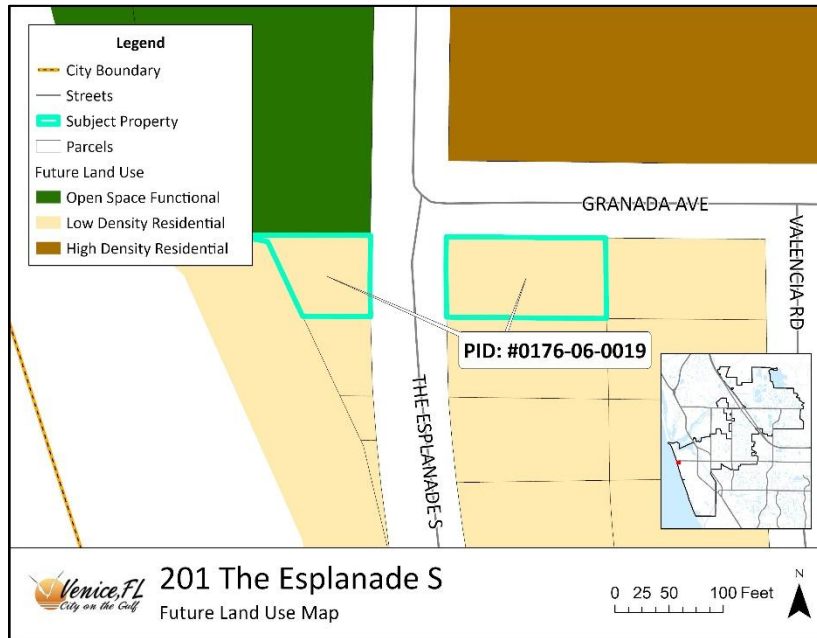 Legend
City Boundary
Streets
Subject Property
Parcels
Future Land Use
Open Space Functional
Low Density Residential
High Density Residential
GRANADA AVE
VALENCIA RD
PID: #0176-06-0019
THE ESPLANADE S
Venice, FL
City on the Gulf
201 The Esplanade S
Future Land Use Map
0 25 50 100 Feet
N